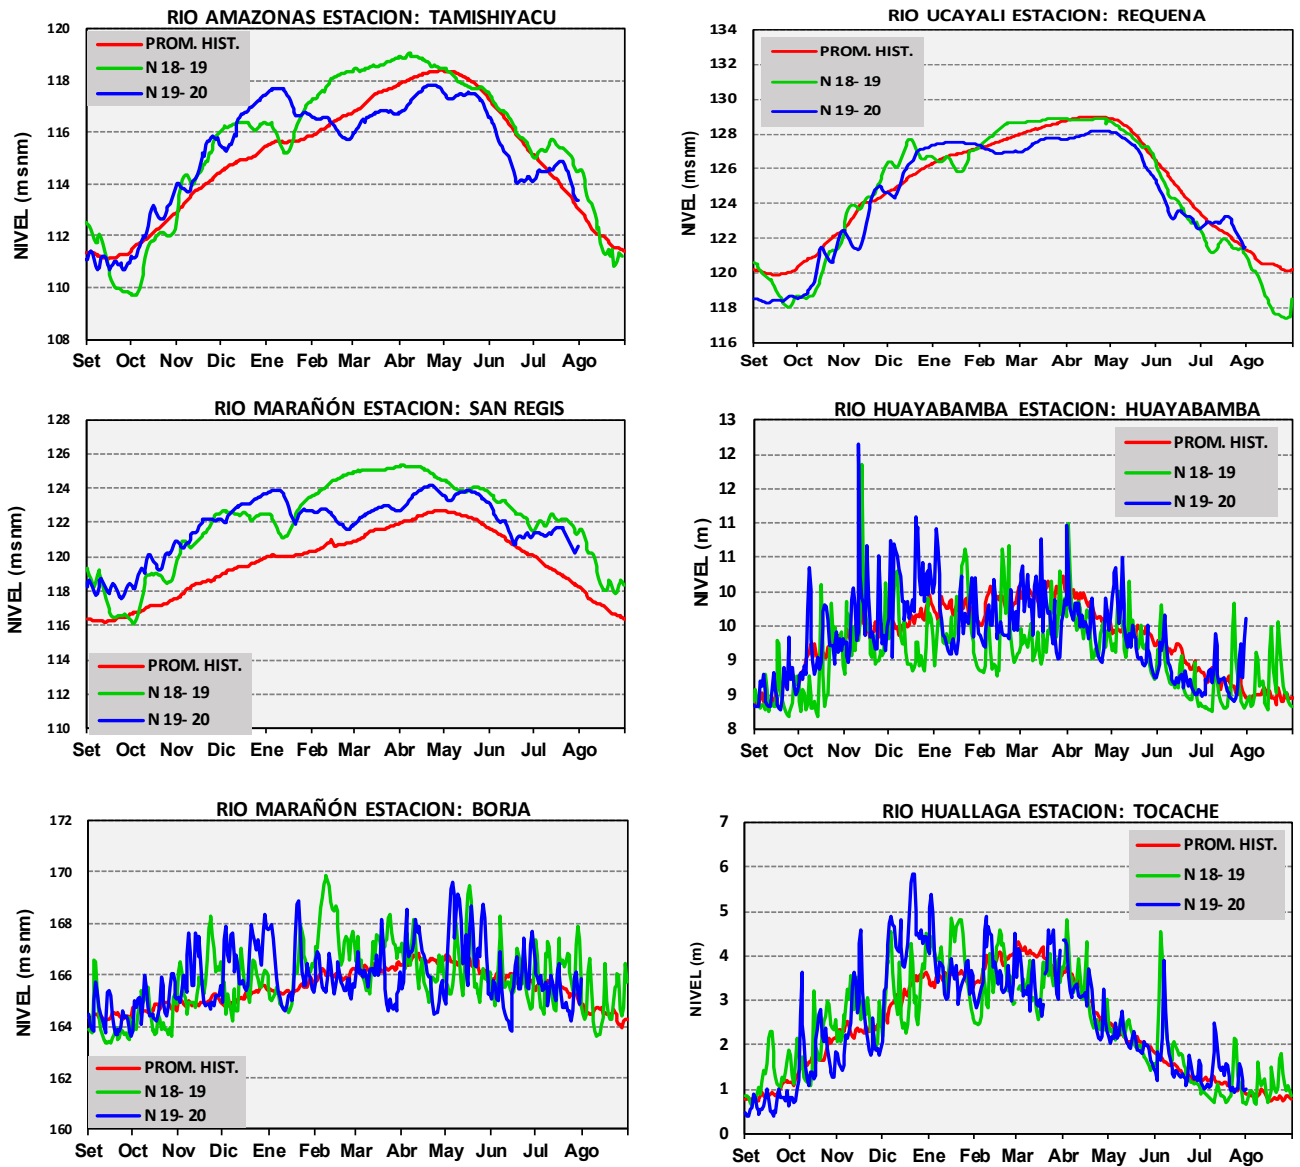 RIO AMAZONAS ESTACION: TAMISHIYACU
120
118
116
114
112
110
108
NIVEL (m snm)
PROM. HIST.
N 18- 19
N 19- 20
Set Oct Nov Dic Ene Feb Mar Abr May Jun Jul Ago
RIO UCAYALI ESTACION: REQUENA
134
132
130
128
126
124
122
120
118
116
NIVEL (m snm)
PROM. HIST.
N 18- 19
N 19- 20
Set Oct Nov Dic Ene Feb Mar Abr May Jun Jul Ago
RIO MARAÑÓN ESTACION: SAN REGIS
128
126
124
122
120
118
116
114
112
110
NIVEL (m snm)
PROM. HIST.
N 18- 19
N 19- 20
Set Oct Nov Dic Ene Feb Mar Abr May Jun Jul Ago
RIO HUAYABAMBA ESTACION: HUAYABAMBA
13
12
12
11
11
10
10
9
9
8
NIVEL (m)
PROM. HIST.
N 18- 19
N 19- 20
Set Oct Nov Dic Ene Feb Mar Abr May Jun Jul Ago
RIO MARAÑÓN ESTACION: BORJA
172
170
168
166
164
162
160
NIVEL (m snm)
PROM. HIST.
N 18- 19
N 19- 20
Set Oct Nov Dic Ene Feb Mar Abr May Jun Jul Ago
RIO HUALLAGA ESTACION: TOCACHE
7
6
5
4
3
2
1
0
NIVEL (m)
PROM. HIST.
N 18- 19
N 19- 20
Set Oct Nov Dic Ene Feb Mar Abr May Jun Jul Ago